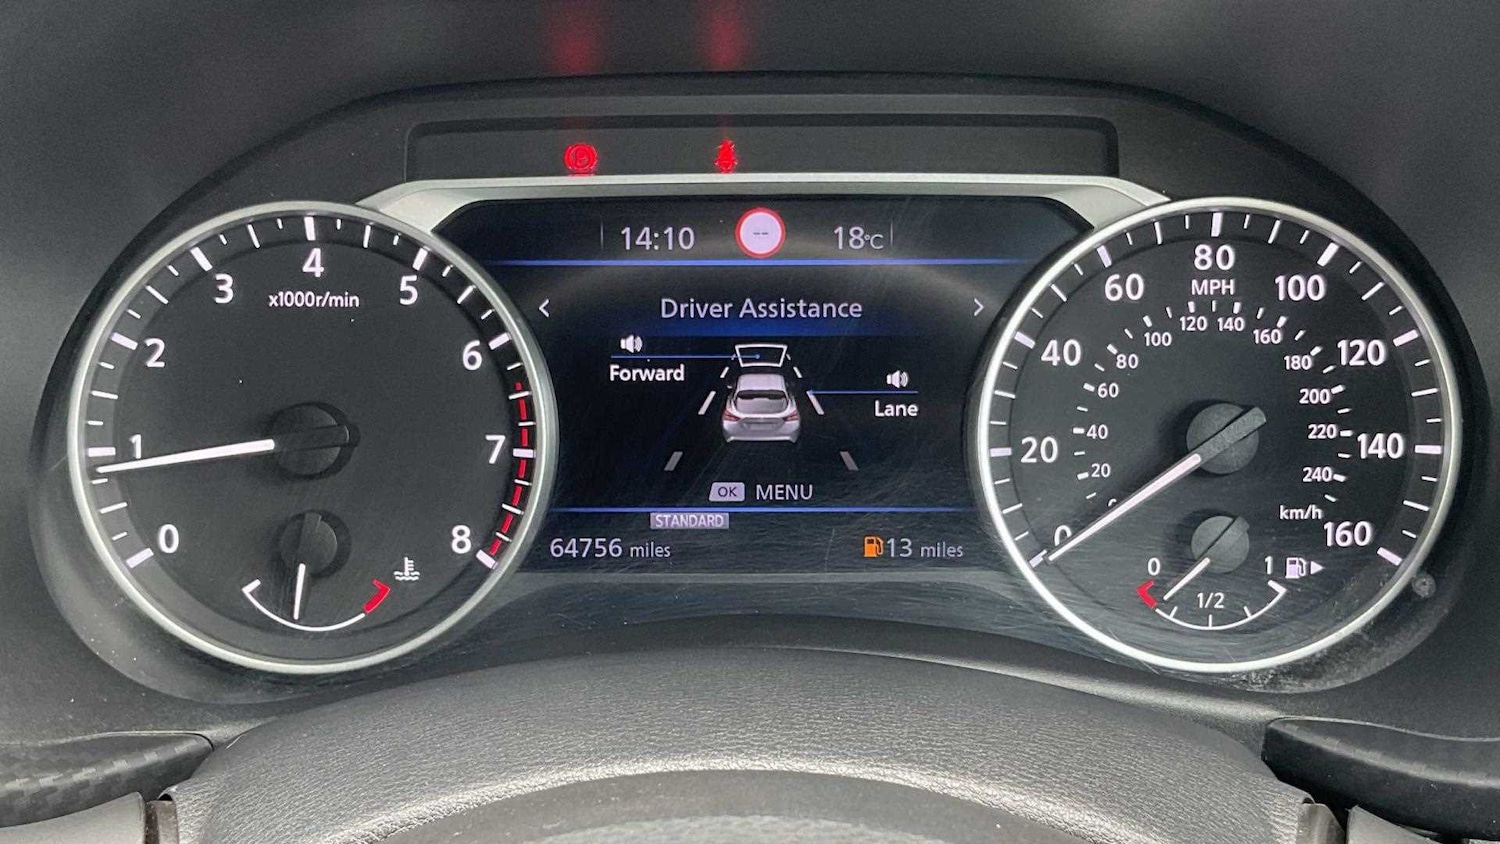 14:10 -- 18°C
< Driver Assistance >
Forward
Lane
OK MENU
STANDARD
64756 miles
13 miles
0 1 2 3 4 5 6 7 8
x1000r/min
0 20 40 60 80 100 120 140 160
MPH
0 20 40 60 80 100 120 140 160 180 200 220 240
km/h
0 1/2 1